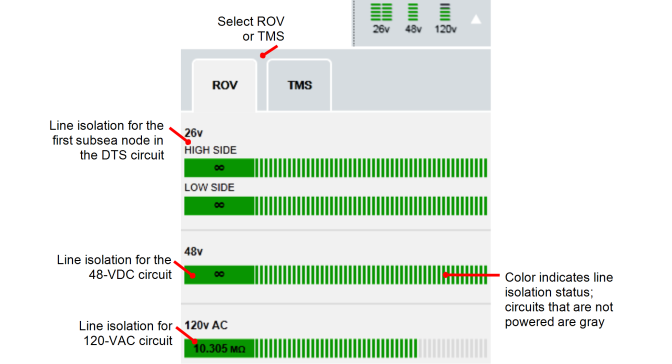 Select ROV
or TMS
26v 48v 120v
ROV TMS
Line isolation for the
first subsea node in
the DTS circuit
26v
HIGH SIDE
∞
LOW SIDE
∞
Line isolation for the
48-VDC circuit
48v
∞
Color indicates line
isolation status;
circuits that are not
powered are gray
Line isolation for
120-VAC circuit
120v AC
10.305 MΩ